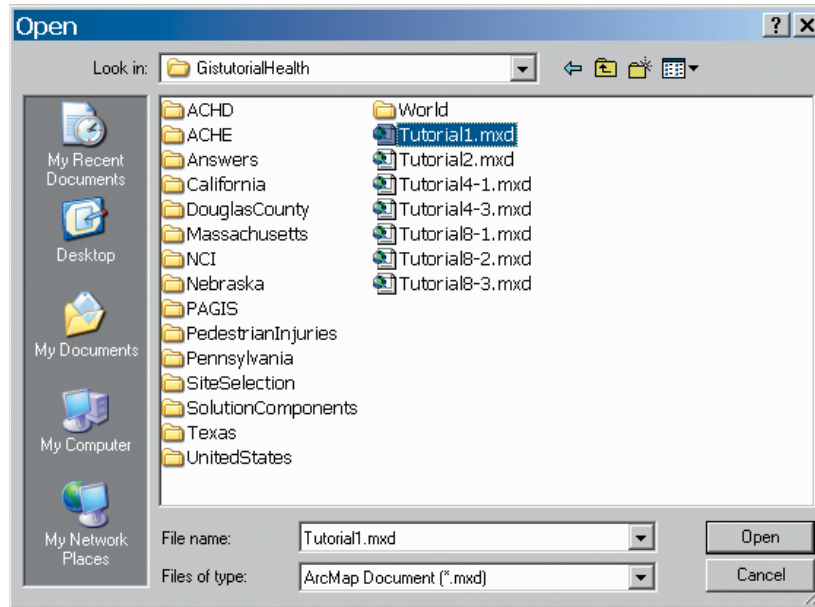 Open
Look in:
GistutorialHealth
My Recent
Documents
Desktop
My Documents
My Computer
My Network
Places
ACHD
ACHE
Answers
California
DouglasCounty
Massachusetts
NCI
Nebraska
PAGIS
PedestrianInjuries
Pennsylvania
SiteSelection
SolutionComponents
Texas
UnitedStates
World
Tutorial1.mxd
Tutorial2.mxd
Tutorial4-1.mxd
Tutorial4-3.mxd
Tutorial8-1.mxd
Tutorial8-2.mxd
Tutorial8-3.mxd
File name:
Tutorial1.mxd
Open
Files of type:
ArcMap Document (*.mxd)
Cancel